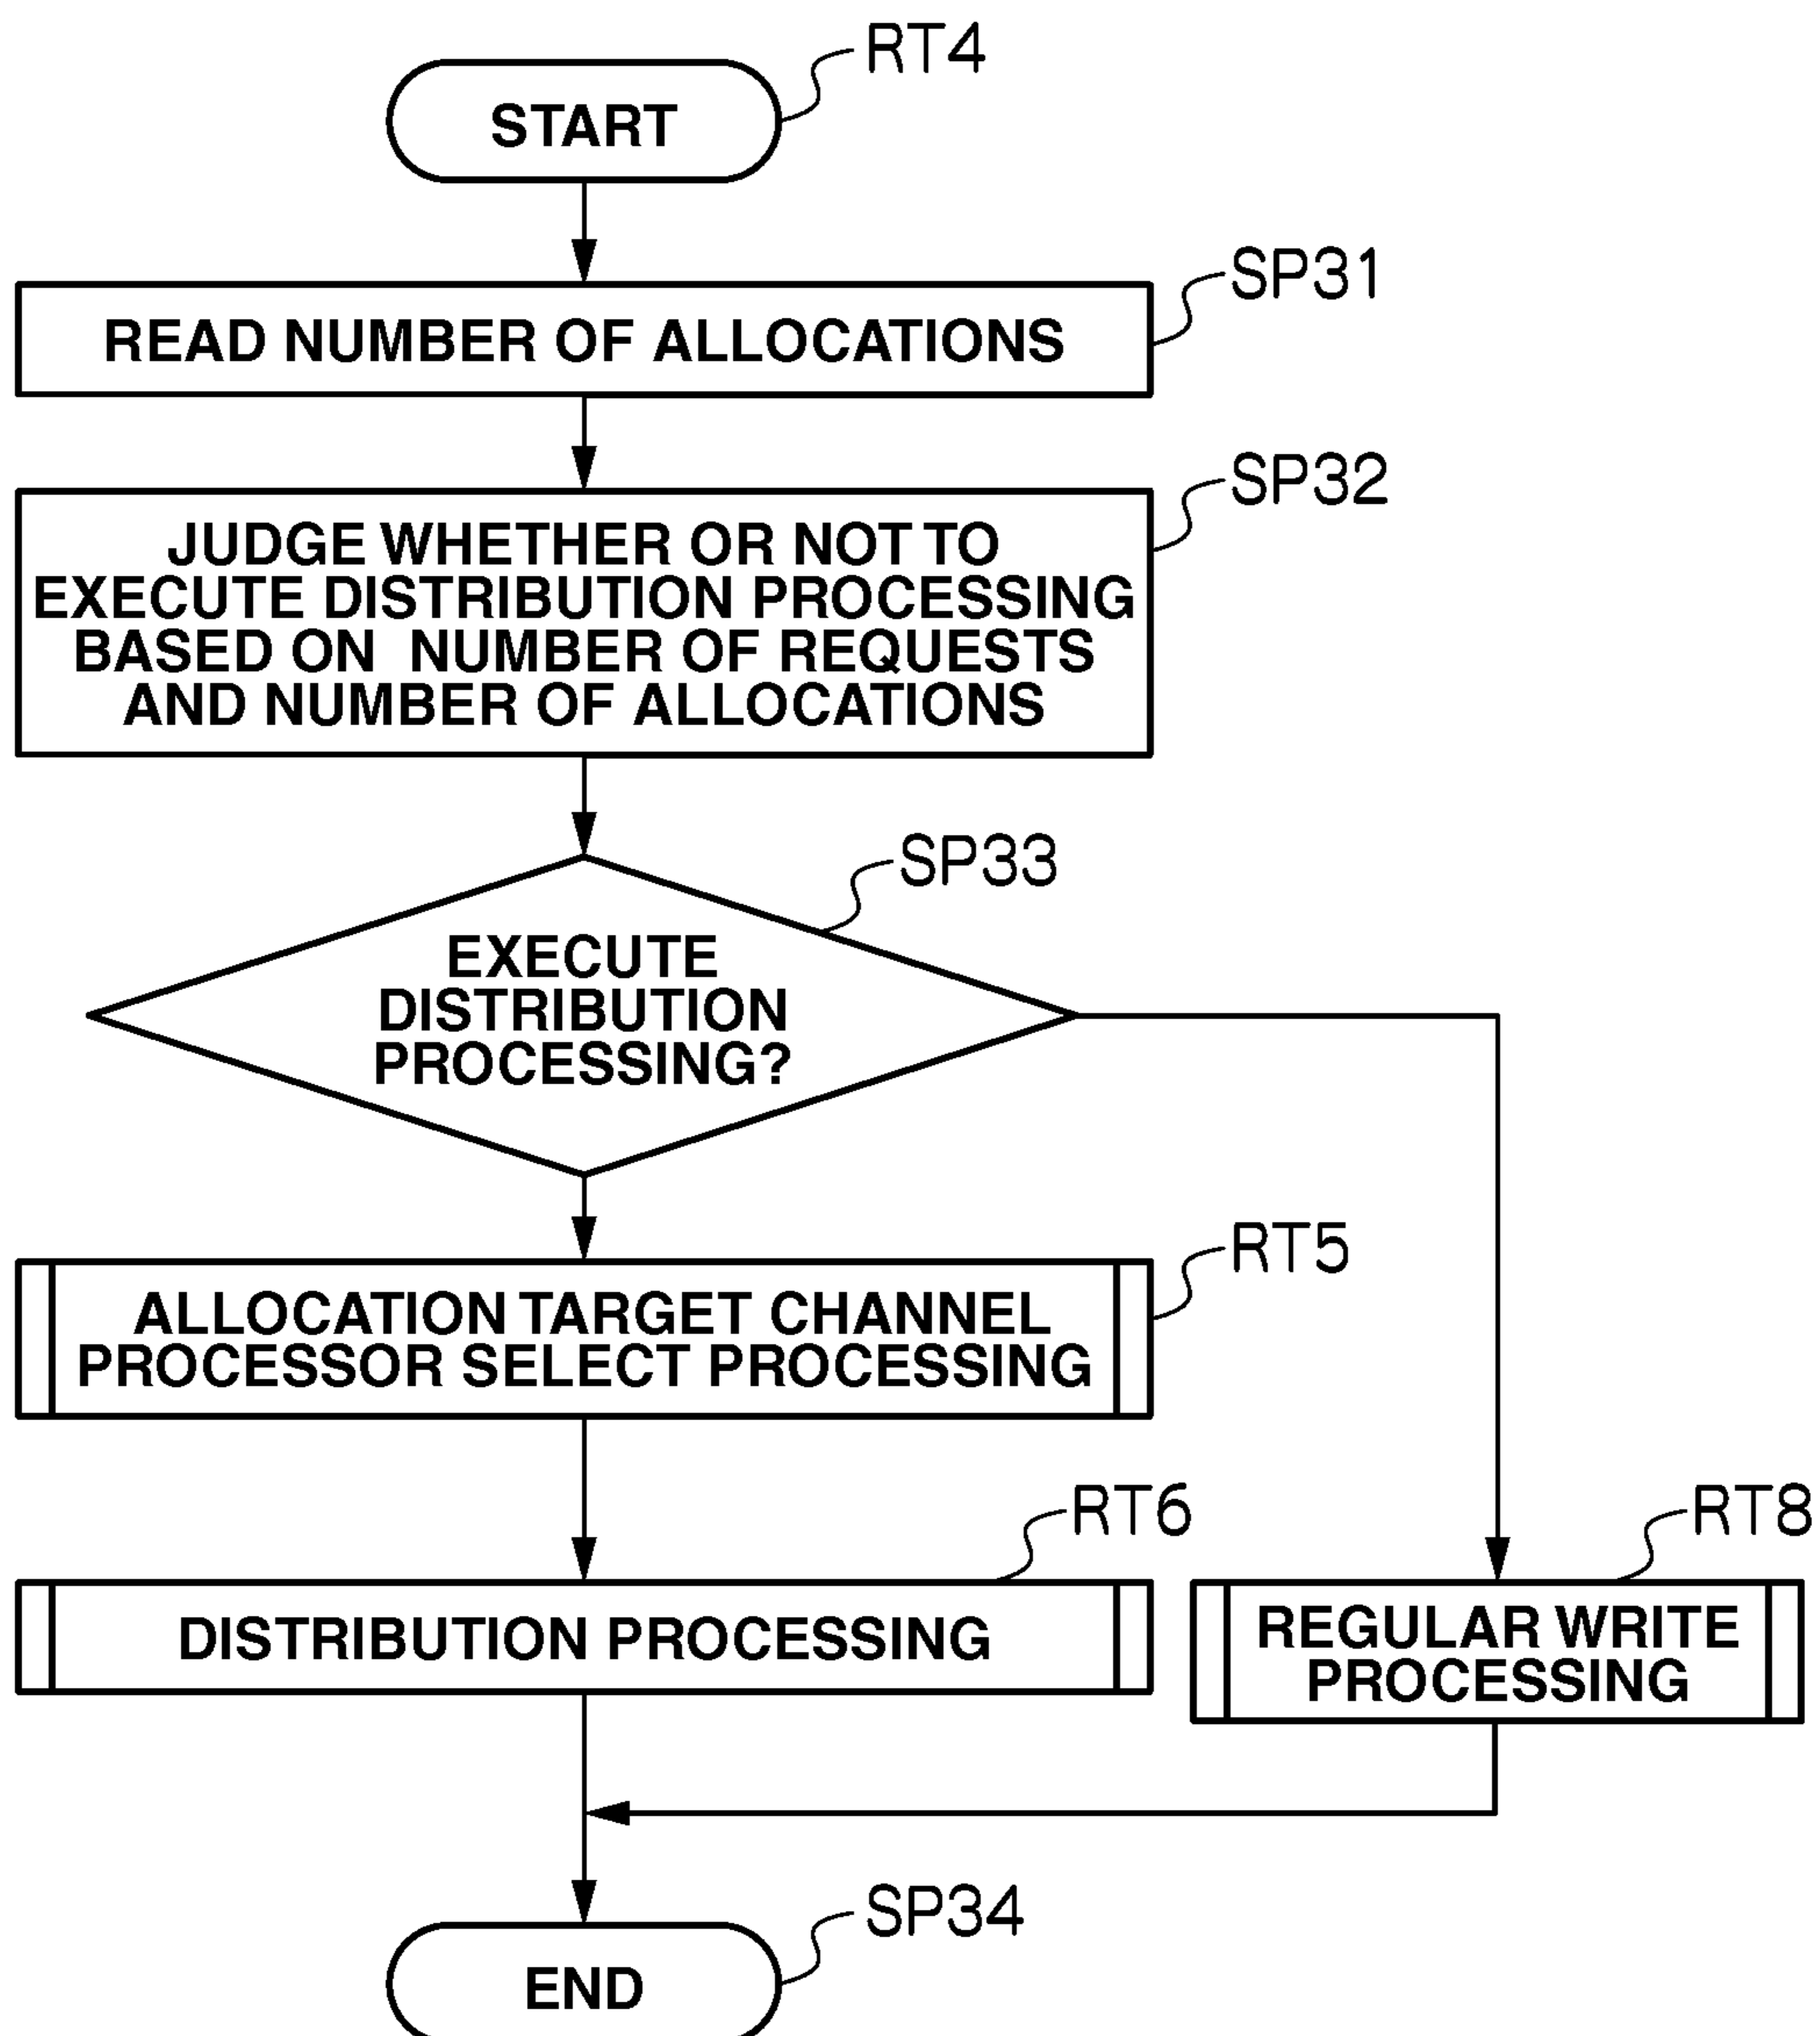 RT4
START
SP31
READ NUMBER OF ALLOCATIONS
SP32
JUDGE WHETHER OR NOT TO
EXECUTE DISTRIBUTION PROCESSING
BASED ON NUMBER OF REQUESTS
AND NUMBER OF ALLOCATIONS
SP33
EXECUTE
DISTRIBUTION
PROCESSING?
RT5
ALLOCATION TARGET CHANNEL
PROCESSOR SELECT PROCESSING
RT6
DISTRIBUTION PROCESSING
RT8
REGULAR WRITE
PROCESSING
SP34
END